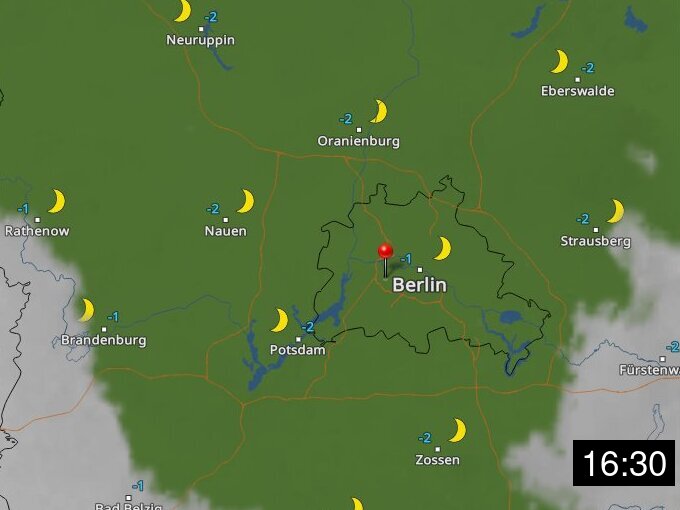 -2
Neuruppin
-2
Eberswalde
-2
Oranienburg
-1
Rathenow
-2
Nauen
-2
Strausberg
-1
Berlin
-1
Brandenburg
-2
Potsdam
-2
Fürstenwa
-2
Zossen
16:30
-1
Bad Belzig